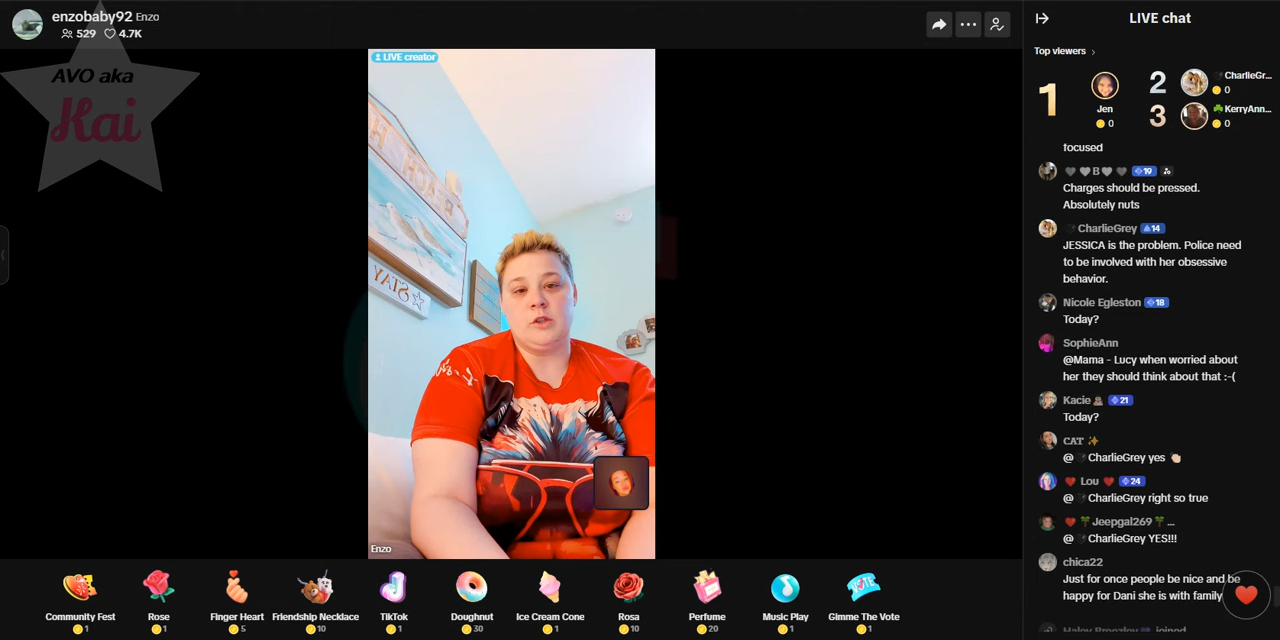 enzobaby92 Enzo
529 4.7K
AVO aka
Kai
LIVE creator
STAY
Enzo
Community Fest
1
Rose
1
Finger Heart
5
Friendship Necklace
10
TikTok
1
Doughnut
30
Ice Cream Cone
1
Rosa
10
Perfume
20
Music Play
1
Gimme The Vote
1
LIVE chat
Top viewers
1
Jen
0
2
CharlieGr...
0
3
KerryAnn...
0
focused
B 19
Charges should be pressed.
Absolutely nuts
CharlieGrey 14
JESSICA is the problem. Police need
to be involved with her obsessive
behavior.
Nicole Egleston 18
Today?
SophieAnn
@Mama - Lucy when worried about
her they should think about that :-(
Kacie 21
Today?
CAT
@ CharlieGrey yes
Lou 24
@ CharlieGrey right so true
Jeepgal269 ...
@ CharlieGrey YES!!!
chica22
Just for once people be nice and be
happy for Dani she is with family
joined